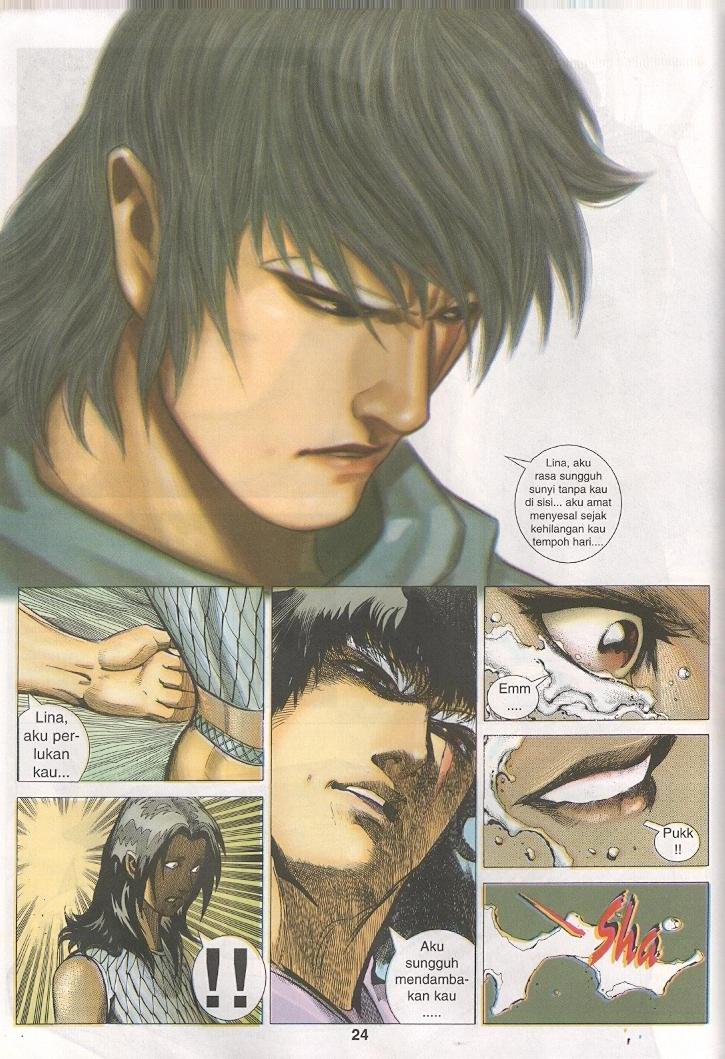 Lina, aku
rasa sungguh
sunyi tanpa kau
di sisi... aku amat
menyesal sejak
kehilangan kau
tempoh hari....
Lina,
aku per-
lukan
kau...
!!
Aku
sungguh
mendamba-
kan kau
.....
Emm
....
Pukk
!!
Sha
24